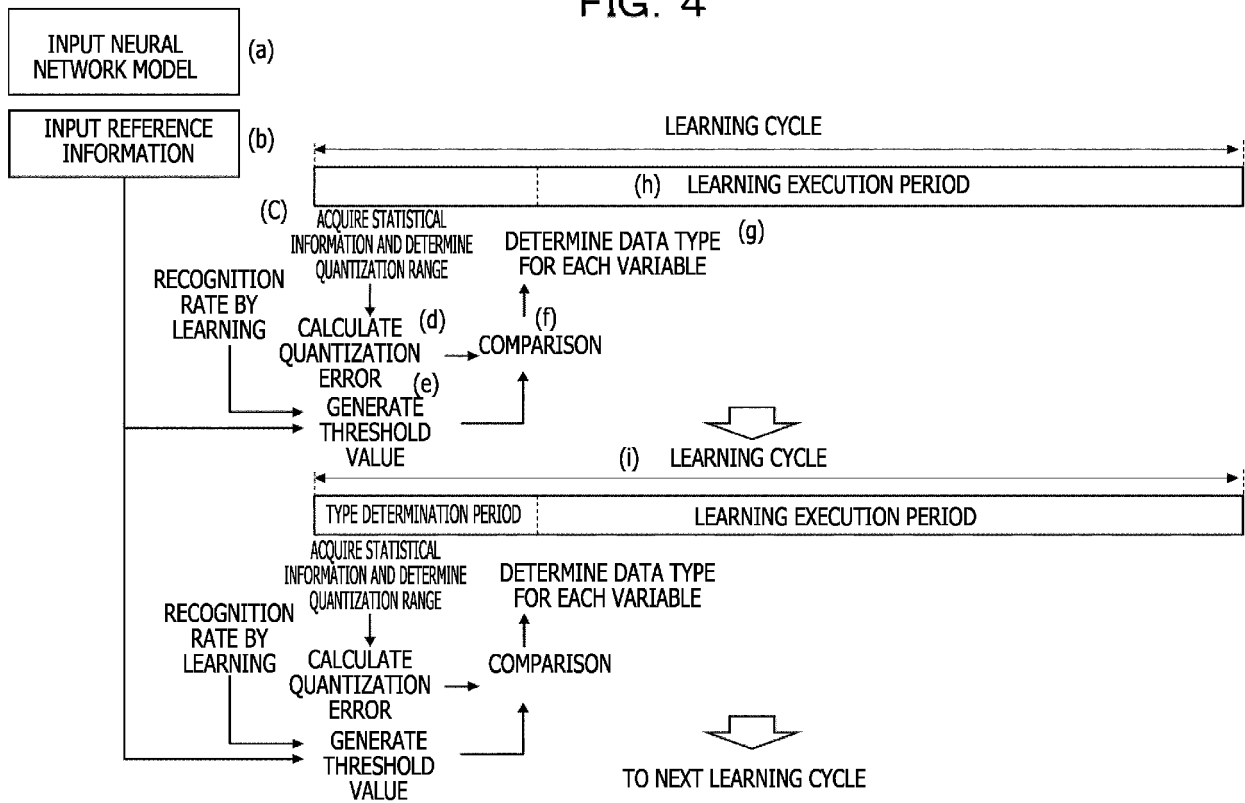 FIG. 4
INPUT NEURAL
NETWORK MODEL
(a)
INPUT REFERENCE
INFORMATION
(b)
LEARNING CYCLE
(h) LEARNING EXECUTION PERIOD
(C)
ACQUIRE STATISTICAL
INFORMATION AND DETERMINE
QUANTIZATION RANGE
DETERMINE DATA TYPE
FOR EACH VARIABLE
(g)
RECOGNITION
RATE BY
LEARNING
CALCULATE
QUANTIZATION
ERROR
(d)
(f)
COMPARISON
(e)
GENERATE
THRESHOLD
VALUE
(i) LEARNING CYCLE
TYPE DETERMINATION PERIOD
LEARNING EXECUTION PERIOD
ACQUIRE STATISTICAL
INFORMATION AND DETERMINE
QUANTIZATION RANGE
DETERMINE DATA TYPE
FOR EACH VARIABLE
RECOGNITION
RATE BY
LEARNING
CALCULATE
QUANTIZATION
ERROR
COMPARISON
GENERATE
THRESHOLD
VALUE
TO NEXT LEARNING CYCLE